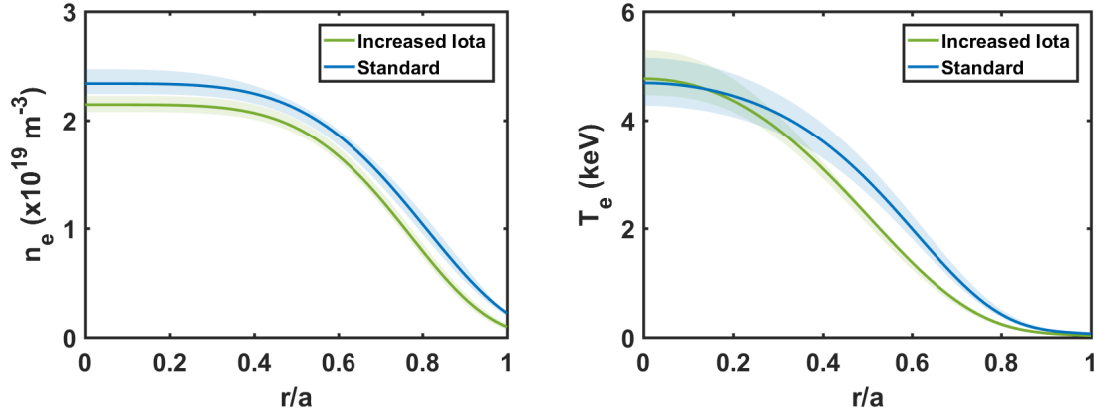 3
2
1
0
n_e (x10^19 m^-3)
0 0.2 0.4 0.6 0.8 1
r/a
Increased Iota
Standard
6
4
2
0
T_e (keV)
0 0.2 0.4 0.6 0.8 1
r/a
Increased Iota
Standard